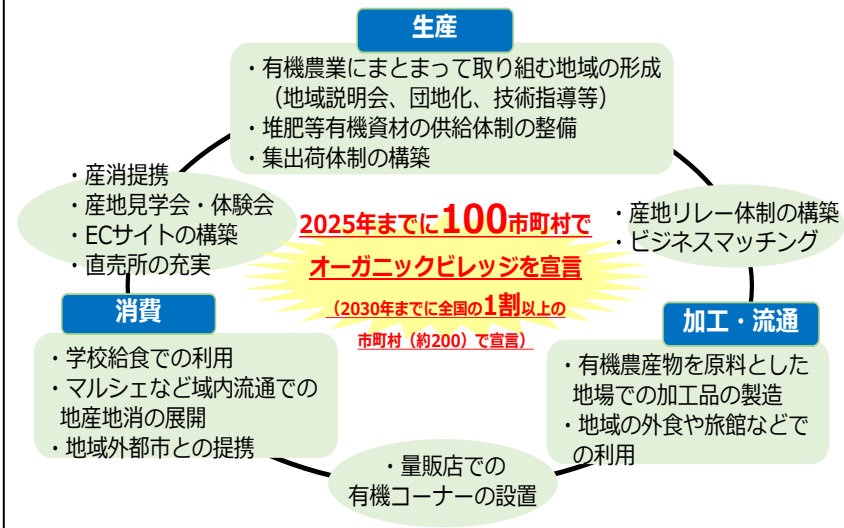 生産
・有機農業にまとまって取り組む地域の形成
（地域説明会、団地化、技術指導等）
・堆肥等有機資材の供給体制の整備
・集出荷体制の構築
・産消提携
・産地見学会・体験会
・ECサイトの構築
・直売所の充実
2025年までに100市町村で
オーガニックビレッジを宣言
（2030年までに全国の1割以上の
市町村（約200）で宣言）
・産地リレー体制の構築
・ビジネスマッチング
消費
・学校給食での利用
・マルシェなど域内流通での
地産地消の展開
・地域外都市との提携
加工・流通
・有機農産物を原料とした
地場での加工品の製造
・地域の外食や旅館などで
の利用
・量販店での
有機コーナーの設置